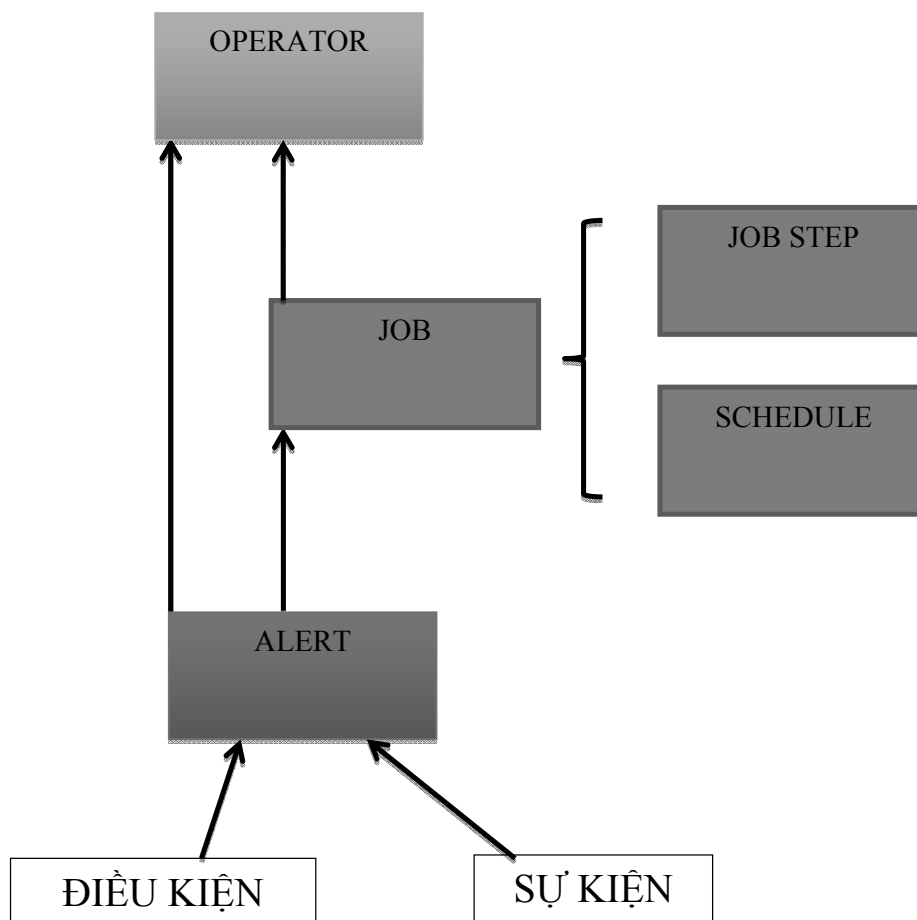 OPERATOR
JOB STEP
JOB
SCHEDULE
ALERT
ĐIỀU KIỆN
SỰ KIỆN